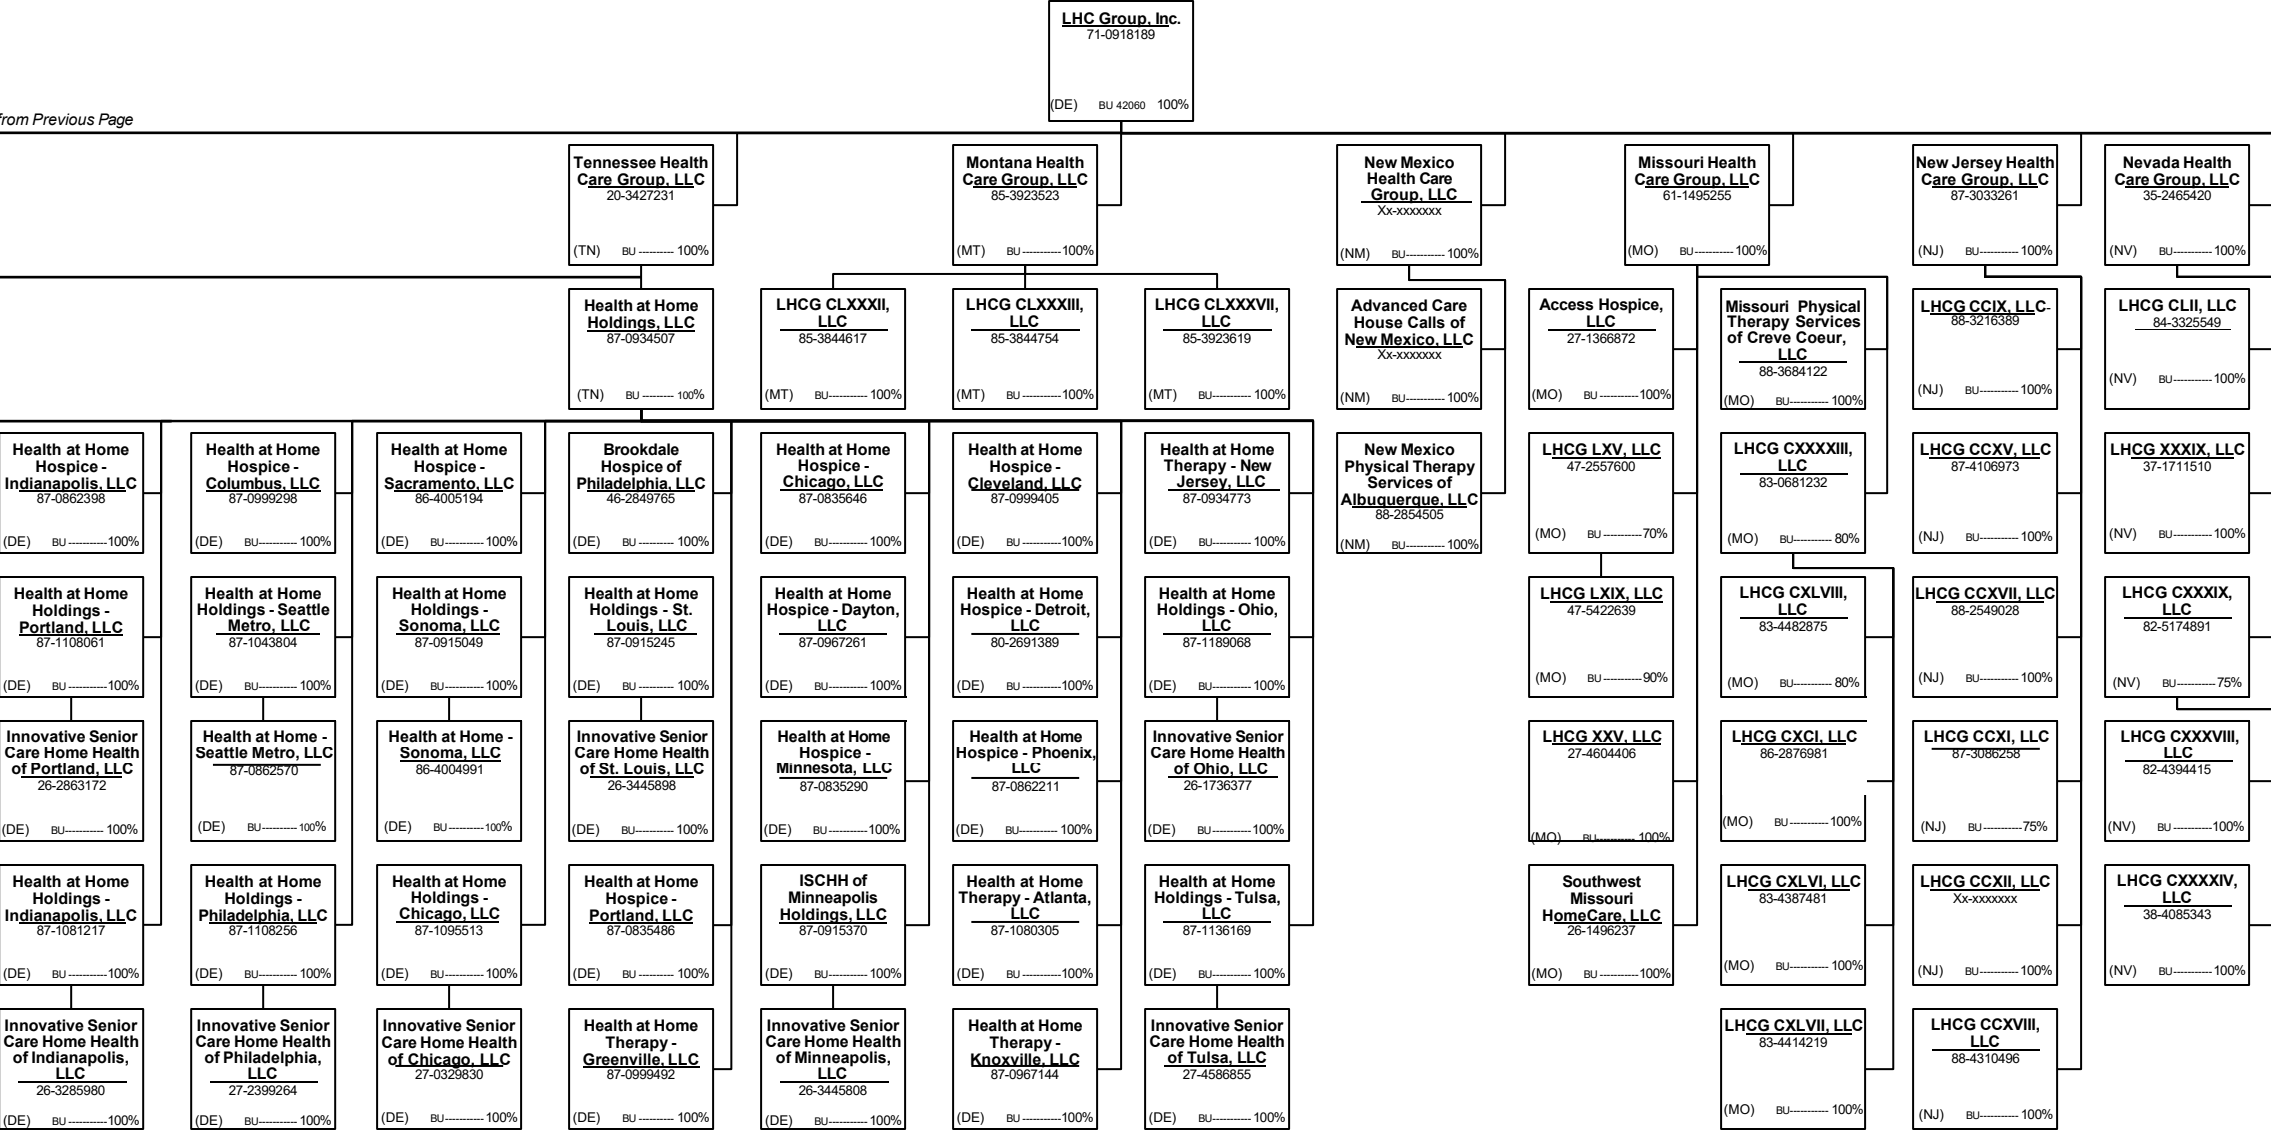 LHC Group, Inc.
71-0918189
(DE) BU 42060 100%
from Previous Page
Tennessee Health
Care Group, LLC
20-3427231
(TN) BU ---------- 100%
Montana Health
Care Group, LLC
85-3923523
(MT) BU ----------- 100%
New Mexico
Health Care
Group, LLC
Xx-xxxxxxx
(NM) BU----------- 100%
Missouri Health
Care Group, LLC
61-1495255
(MO) BU -----------100%
New Jersey Health
Care Group, LLC
87-3033261
(NJ) BU----------- 100%
Nevada Health
Care Group, LLC
35-2465420
(NV) BU----------- 100%
Health at Home
Holdings, LLC
87-0934507
(TN) BU --------- 100%
LHCG CLXXXII,
LLC
85-3844617
(MT) BU----------- 100%
LHCG CLXXXIII,
LLC
85-3844754
(MT) BU ----------- 100%
LHCG CLXXXVII,
LLC
85-3923619
(MT) BU----------- 100%
Advanced Care
House Calls of
New Mexico, LLC
Xx-xxxxxxx
(NM) BU----------- 100%
Access Hospice,
LLC
27-1366872
(MO) BU -----------100%
Missouri Physical
Therapy Services
of Creve Coeur,
LLC
88-3684122
(MO) BU----------- 100%
LHCG CCIX, LLC-
88-3216389
(NJ) BU----------- 100%
LHCG CLII, LLC
84-3325549
(NV) BU-----------100%
Health at Home
Hospice -
Indianapolis, LLC
87-0862398
(DE) BU -----------100%
Health at Home
Hospice -
Columbus, LLC
87-0999298
(DE) BU----------- 100%
Health at Home
Hospice -
Sacramento, LLC
86-4005194
(DE) BU-----------100%
Brookdale
Hospice of
Philadelphia, LLC
46-2849765
(DE) BU ---------- 100%
Health at Home
Hospice -
Chicago, LLC
87-0835646
(DE) BU----------- 100%
Health at Home
Hospice -
Cleveland, LLC
87-0999405
(DE) BU ----------- 100%
Health at Home
Therapy - New
Jersey, LLC
87-0934773
(DE) BU----------- 100%
New Mexico
Physical Therapy
Services of
Albuquerque, LLC
88-2854505
(NM) BU----------- 100%
LHCG LXV, LLC
47-2557600
(MO) BU -----------70%
LHCG CXXXXIII,
LLC
83-0681232
(MO) BU----------- 80%
LHCG CCXV, LLC
87-4106973
(NJ) BU----------- 100%
LHCG XXXIX, LLC
37-1711510
(NV) BU-----------100%
Health at Home
Holdings -
Portland, LLC
87-1108061
(DE) BU -----------100%
Health at Home
Holdings - Seattle
Metro, LLC
87-1043804
(DE) BU----------- 100%
Health at Home
Holdings -
Sonoma, LLC
87-0915049
(DE) BU-----------100%
Health at Home
Holdings - St.
Louis, LLC
87-0915245
(DE) BU ---------- 100%
Health at Home
Hospice - Dayton,
LLC
87-0967261
(DE) BU----------- 100%
Health at Home
Hospice - Detroit,
LLC
80-2691389
(DE) BU ----------- 100%
Health at Home
Holdings - Ohio,
LLC
87-1189068
(DE) BU----------- 100%
LHCG LXIX, LLC
47-5422639
(MO) BU -----------90%
LHCG CXLVIII,
LLC
83-4482875
(MO) BU----------- 80%
LHCG CCXVII, LLC
88-2549028
(NJ) BU----------- 100%
LHCG CXXXIX,
LLC
82-5174891
(NV) BU-----------75%
Innovative Senior
Care Home Health
of Portland, LLC
26-2863172
(DE) BU----------- 100%
Health at Home -
Seattle Metro, LLC
87-0862570
(DE) BU----------100%
Health at Home -
Sonoma, LLC
86-4004991
(DE) BU----------100%
Innovative Senior
Care Home Health
of St. Louis, LLC
26-3445898
(DE) BU----------- 100%
Health at Home
Hospice -
Minnesota, LLC
87-0835290
(DE) BU-----------100%
Health at Home
Hospice - Phoenix,
LLC
87-0862211
(DE) BU ---------- 100%
Innovative Senior
Care Home Health
of Ohio, LLC
26-1736377
(DE) BU----------- 100%
LHCG XXV, LLC
27-4604406
(MO) BU----------- 100%
LHCG CXCI, LLC
86-2876981
(MO) BU -----------100%
LHCG CCXI, LLC
87-3086258
(NJ) BU -----------75%
LHCG CXXXVIII,
LLC
82-4394415
(NV) BU-----------100%
Health at Home
Holdings -
Indianapolis, LLC
87-1081217
(DE) BU -----------100%
Health at Home
Holdings -
Philadelphia, LLC
87-1108256
(DE) BU----------- 100%
Health at Home
Holdings -
Chicago, LLC
87-1095513
(DE) BU-----------100%
Health at Home
Hospice -
Portland, LLC
87-0835486
(DE) BU ---------- 100%
ISCHH of
Minneapolis
Holdings, LLC
87-0915370
(DE) BU----------- 100%
Health at Home
Therapy - Atlanta,
LLC
87-1080305
(DE) BU ----------- 100%
Health at Home
Holdings - Tulsa,
LLC
87-1136169
(DE) BU----------- 100%
Southwest
Missouri
HomeCare, LLC
26-1496237
(MO) BU -----------100%
LHCG CXLVI, LLC
83-4387481
(MO) BU----------- 100%
LHCG CCXII, LLC
Xx-xxxxxxx
(NJ) BU----------- 100%
LHCG CXXXXIV,
LLC
38-4085343
(NV) BU----------- 100%
Innovative Senior
Care Home Health
of Indianapolis,
LLC
26-3285980
(DE) BU -----------100%
Innovative Senior
Care Home Health
of Philadelphia,
LLC
27-2399264
(DE) BU----------- 100%
Innovative Senior
Care Home Health
of Chicago, LLC
27-0329830
(DE) BU----------- 100%
Health at Home
Therapy -
Greenville, LLC
87-0999492
(DE) BU ---------- 100%
Innovative Senior
Care Home Health
of Minneapolis,
LLC
26-3445808
(DE) BU----------- 100%
Health at Home
Therapy -
Knoxville, LLC
87-0967144
(DE) BU ----------- 100%
Innovative Senior
Care Home Health
of Tulsa, LLC
27-4586855
(DE) BU----------- 100%
LHCG CXLVII, LLC
83-4414219
(MO) BU----------- 100%
LHCG CCXVIII,
LLC
88-4310496
(NJ) BU----------- 100%